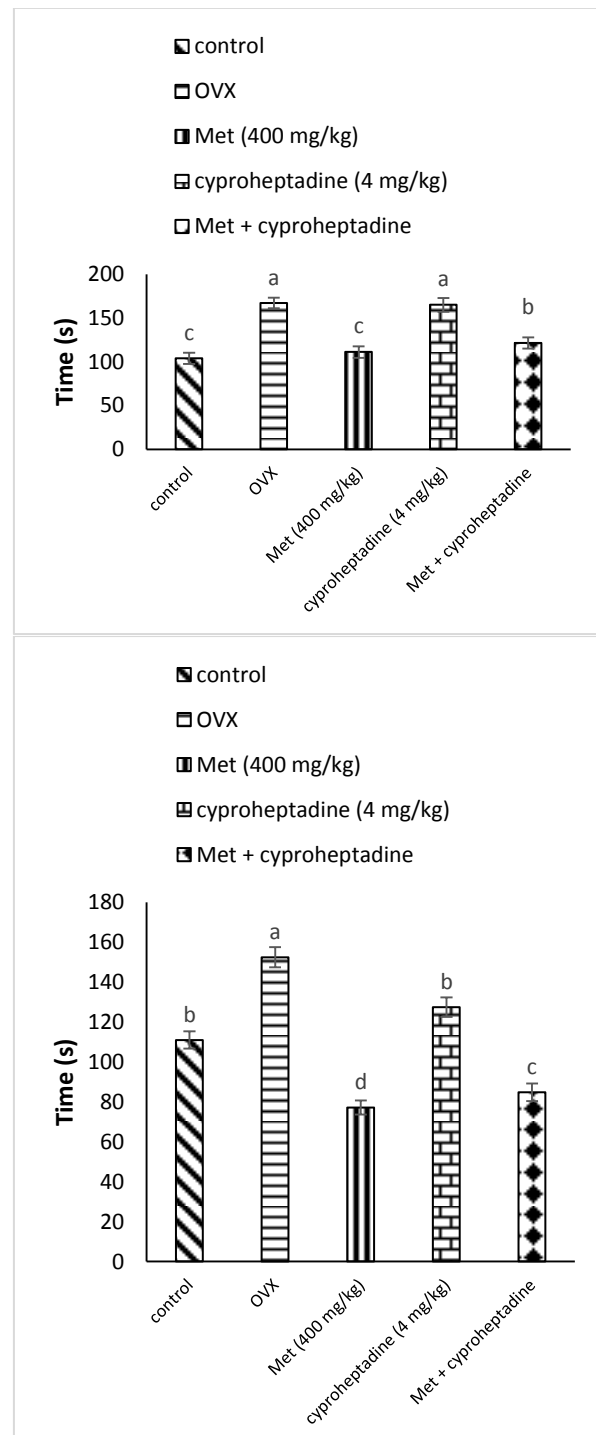 control
OVX
Met (400 mg/kg)
cyproheptadine (4 mg/kg)
Met + cyproheptadine
Time (s)
200
150
100
50
0
c
a
c
a
b
control
OVX
Met (400 mg/kg)
cyproheptadine (4 mg/kg)
Met + cyproheptadine
control
OVX
Met (400 mg/kg)
cyproheptadine (4 mg/kg)
Met + cyproheptadine
Time (s)
180
160
140
120
100
80
60
40
20
0
b
a
d
b
c
control
OVX
Met (400 mg/kg)
cyproheptadine (4 mg/kg)
Met + cyproheptadine